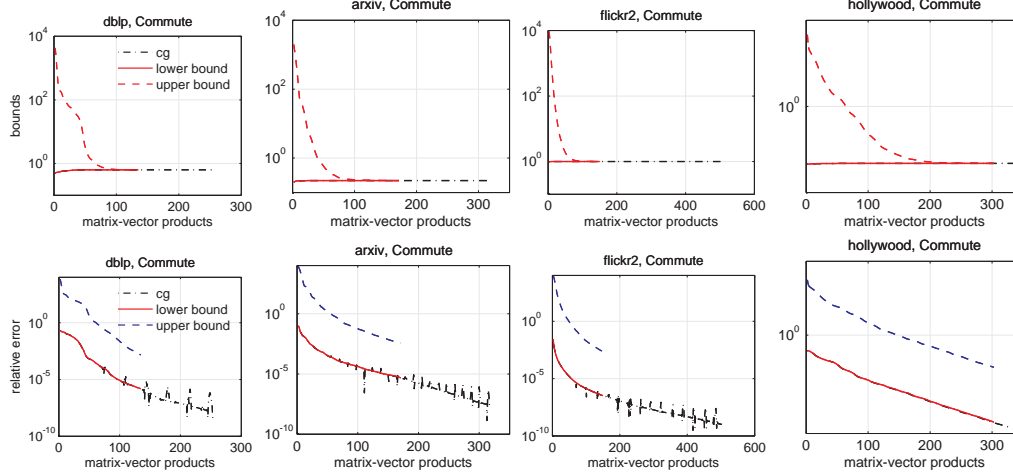 dblp, Commute
arxiv, Commute
flickr2, Commute
hollywood, Commute
10^4
10^2
10^0
bounds
cg
lower bound
upper bound
0 100 200 300
matrix-vector products
10^4
10^2
10^0
0 100 200 300
matrix-vector products
10^4
10^2
10^0
0 200 400 600
matrix-vector products
10^0
0 100 200 300
matrix-vector products
dblp, Commute
arxiv, Commute
flickr2, Commute
hollywood, Commute
10^0
10^-5
10^-10
relative error
cg
lower bound
upper bound
0 100 200 300
matrix-vector products
10^0
10^-5
10^-10
0 100 200 300
matrix-vector products
10^0
10^-5
10^-10
0 200 400 600
matrix-vector products
10^0
0 100 200 300
matrix-vector products